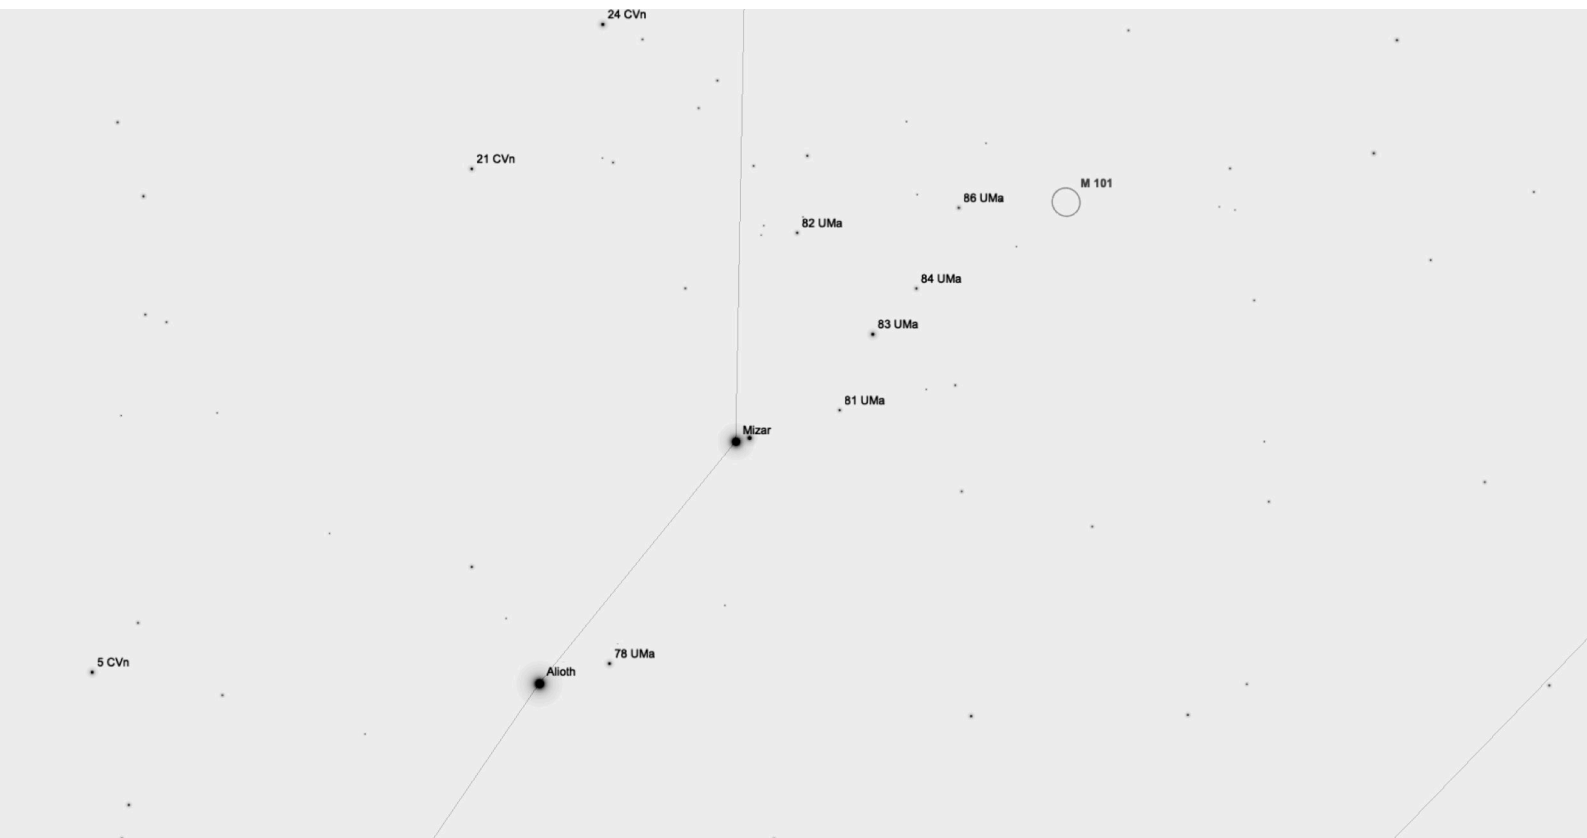 24 CVn
21 CVn
M 101
86 UMa
82 UMa
84 UMa
83 UMa
81 UMa
Mizar
78 UMa
5 CVn
Alioth